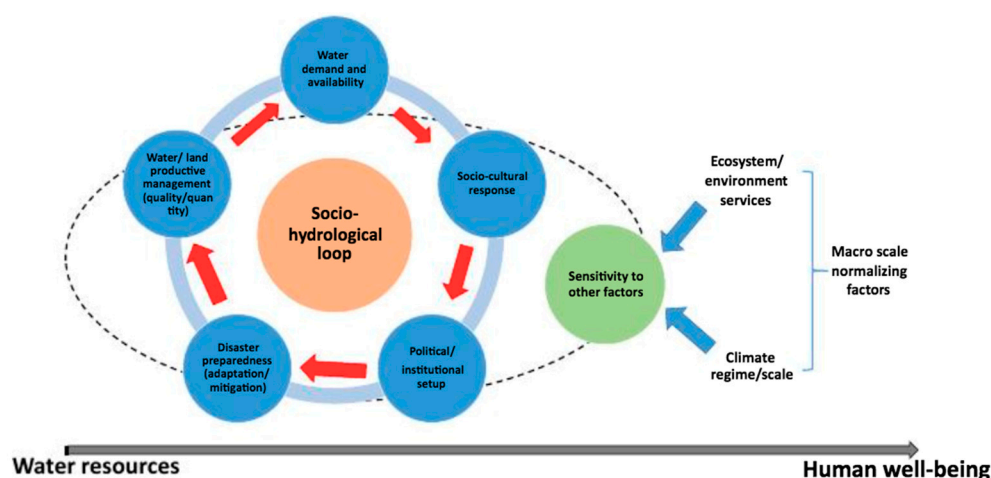 Water
demand and
availability
Socio-cultural
response
Political/
institutional
setup
Disaster
preparedness
(adaptation/
mitigation)
Water/ land
productive
management
(quality/quan
tity)
Socio-
hydrological
loop
Sensitivity to
other factors
Ecosystem/
environment
services
Climate
regime/scale
Macro scale
normalizing
factors
Water resources
Human well-being